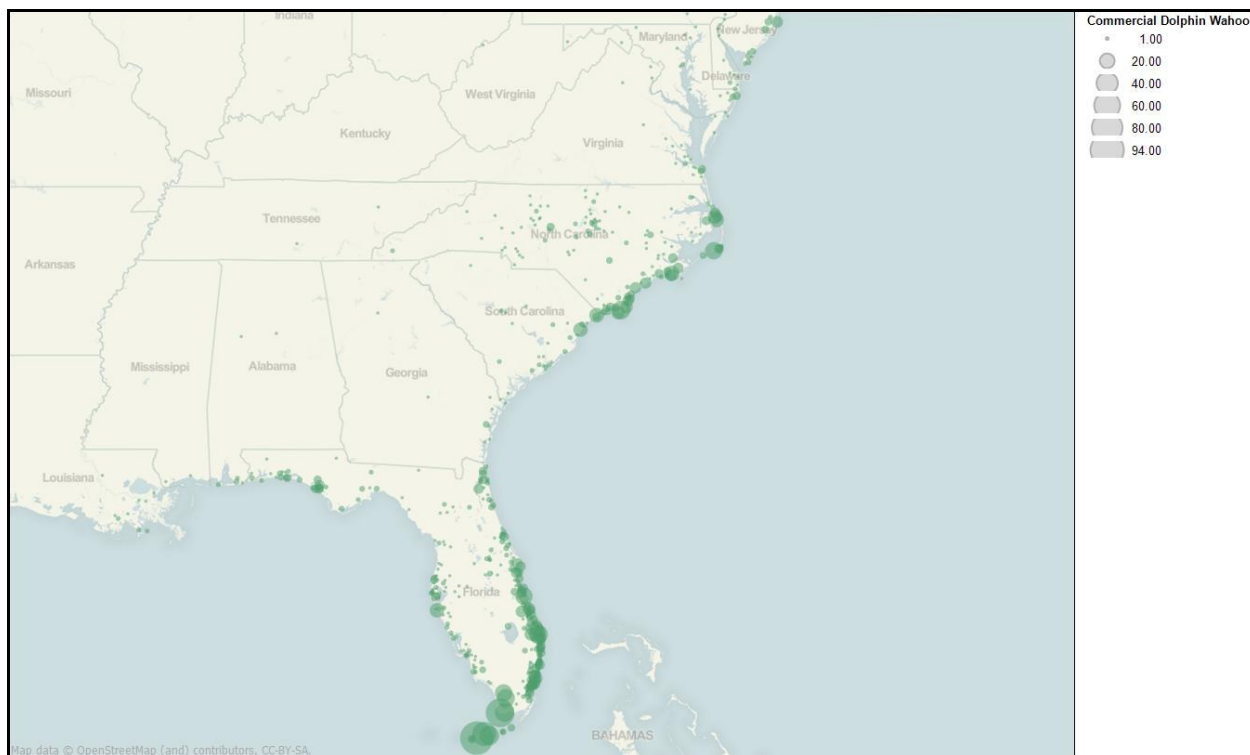 Commercial Dolphin Wahoo
1.00
20.00
40.00
60.00
80.00
94.00
Indiana
Maryland
New Jersey
Delaware
Missouri
West Virginia
Kentucky
Virginia
Tennessee
North Carolina
Arkansas
South Carolina
Mississippi
Alabama
Georgia
Louisiana
Florida
BAHAMAS
Map data © OpenStreetMap (and) contributors, CC-BY-SA.